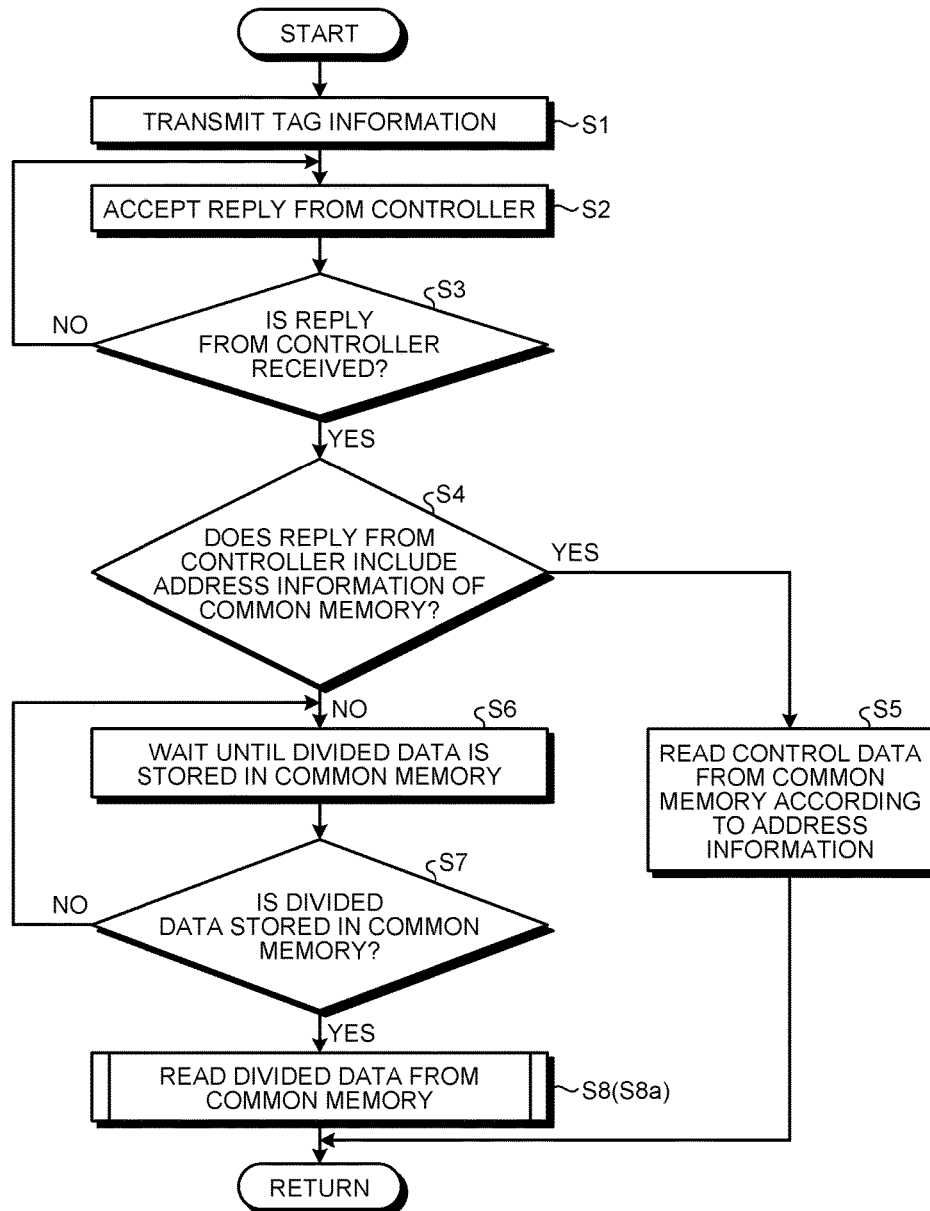 START
TRANSMIT TAG INFORMATION
S1
ACCEPT REPLY FROM CONTROLLER
S2
S3
IS REPLY
FROM CONTROLLER
RECEIVED?
NO
YES
S4
DOES REPLY FROM
CONTROLLER INCLUDE
ADDRESS INFORMATION OF
COMMON MEMORY?
YES
NO
S6
WAIT UNTIL DIVIDED DATA IS
STORED IN COMMON MEMORY
S5
READ CONTROL DATA
FROM COMMON
MEMORY ACCORDING
TO ADDRESS
INFORMATION
S7
IS DIVIDED
DATA STORED IN COMMON
MEMORY?
NO
YES
READ DIVIDED DATA FROM
COMMON MEMORY
S8(S8a)
RETURN